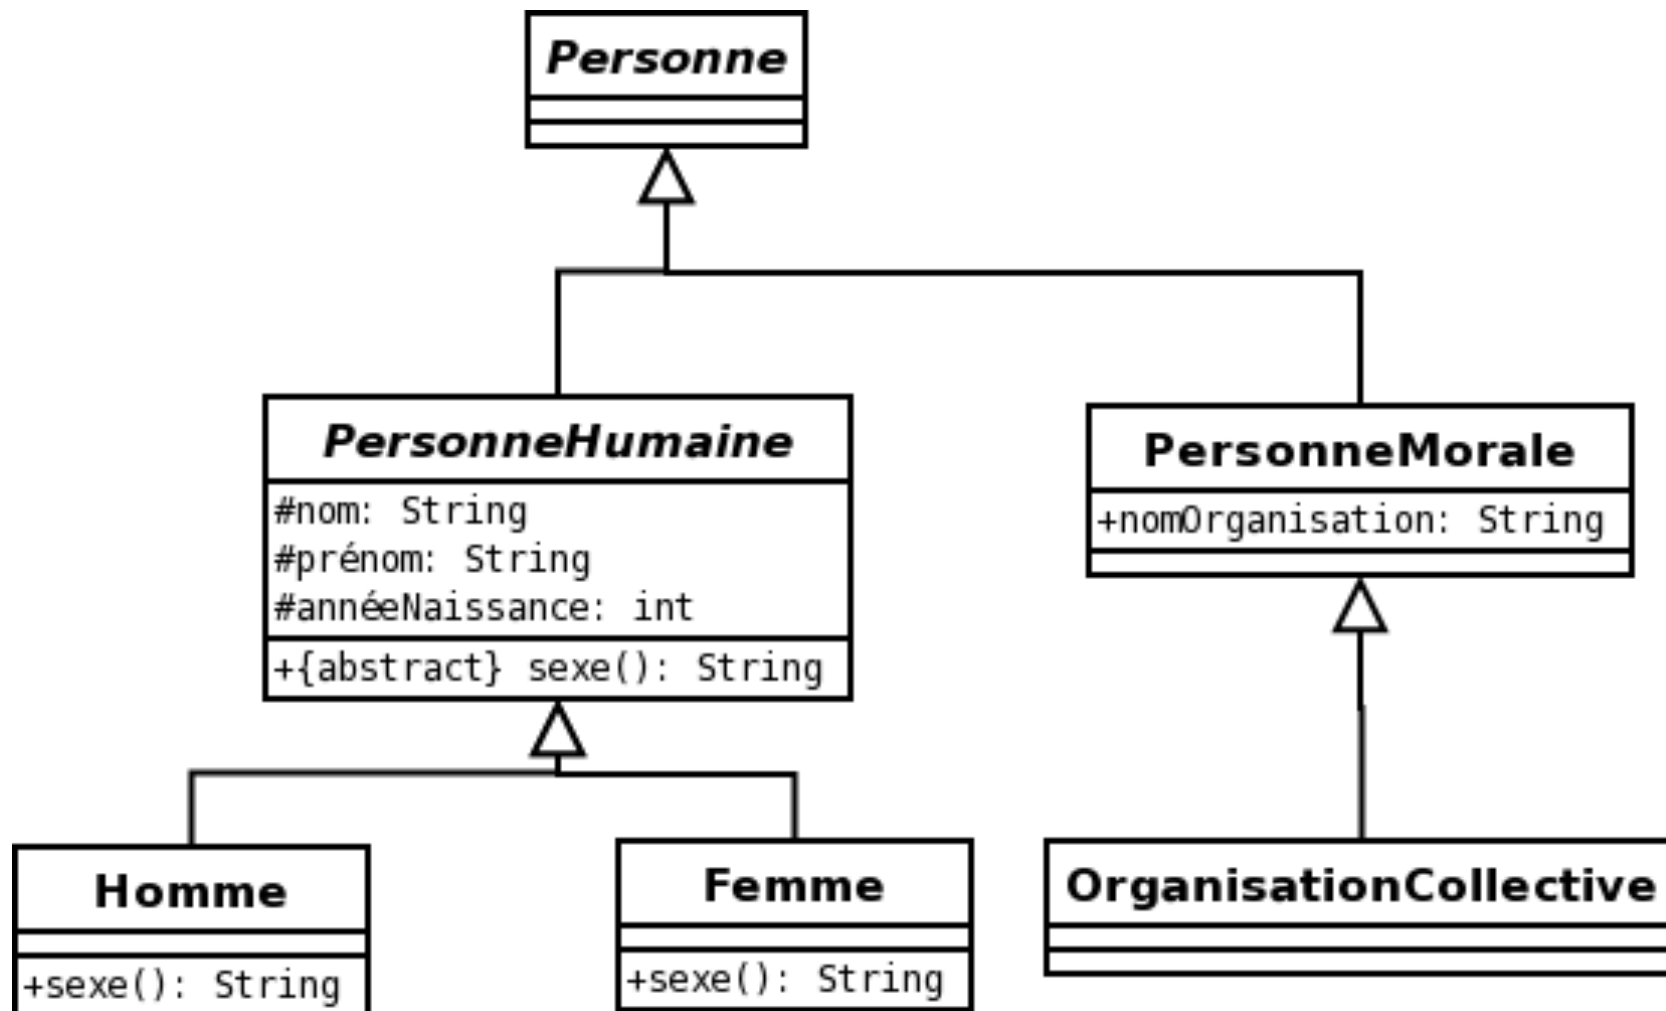 Personne
PersonneHumaine
#nom: String
#prénom: String
#annéeNaissance: int
+{abstract} sexe(): String
PersonneMorale
+nomOrganisation: String
Homme
+sexe(): String
Femme
+sexe(): String
OrganisationCollective